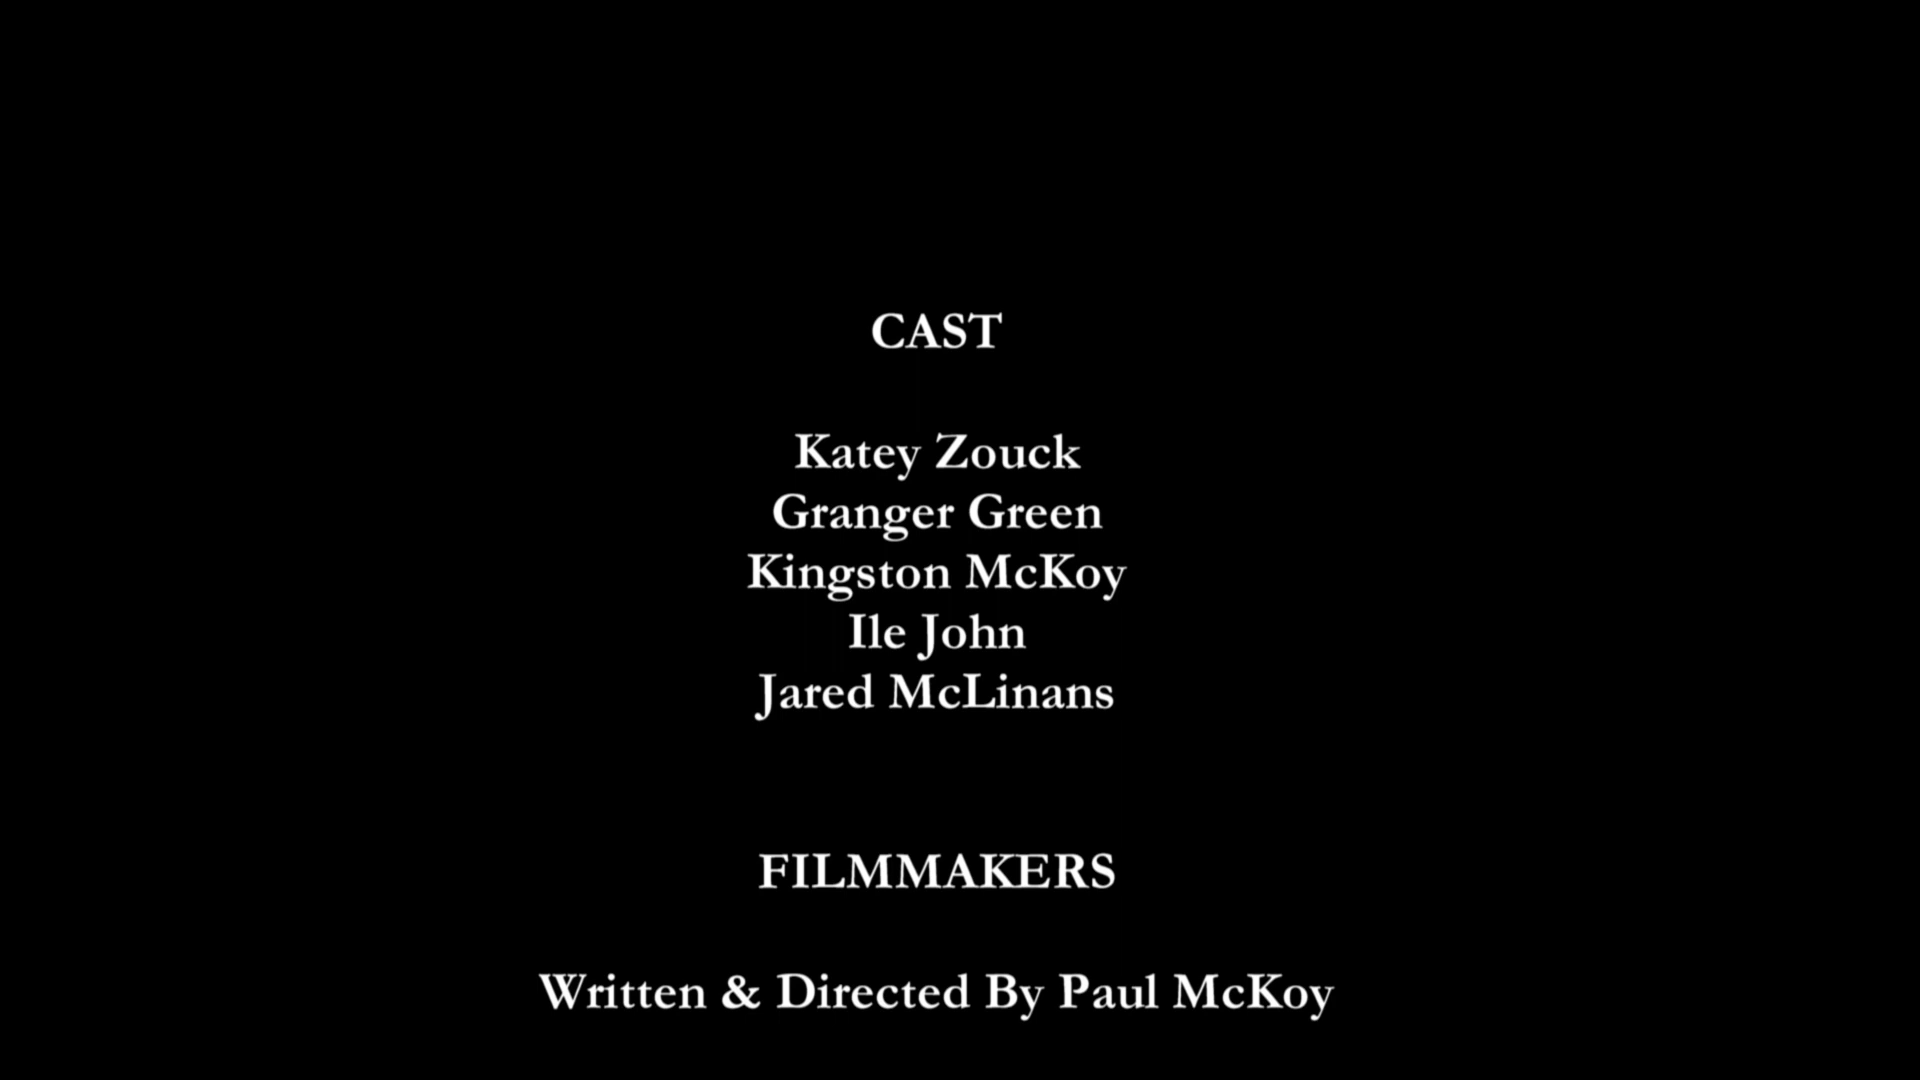 CAST
Katey Zouck
Granger Green
Kingston McKoy
Ile John
Jared McLinans
FILMMAKERS
Written & Directed By Paul McKoy